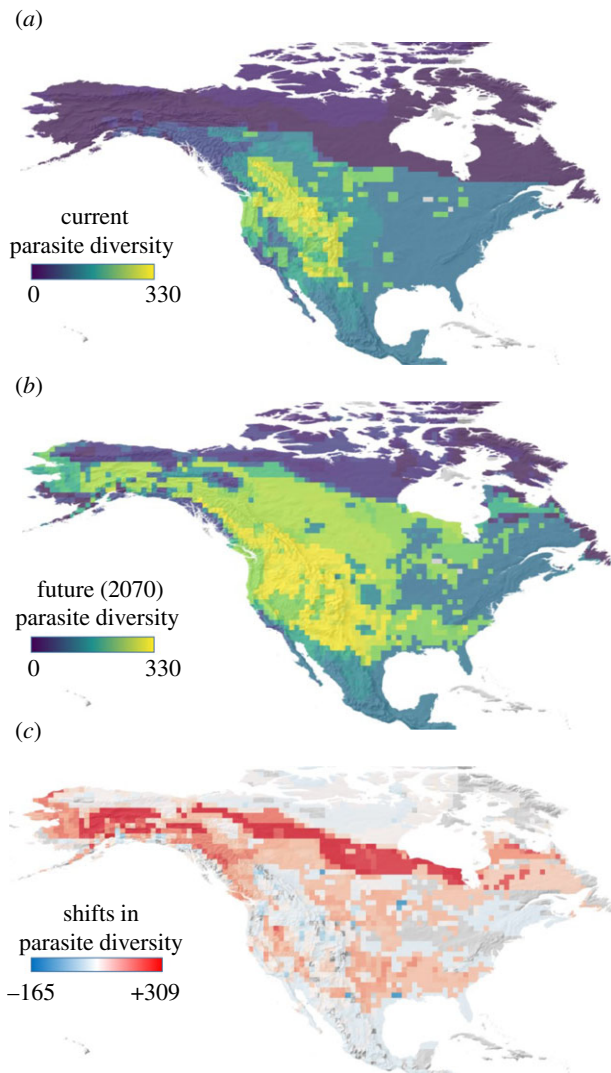 (a)
current
parasite diversity
0 330
(b)
future (2070)
parasite diversity
0 330
(c)
shifts in
parasite diversity
–165 +309